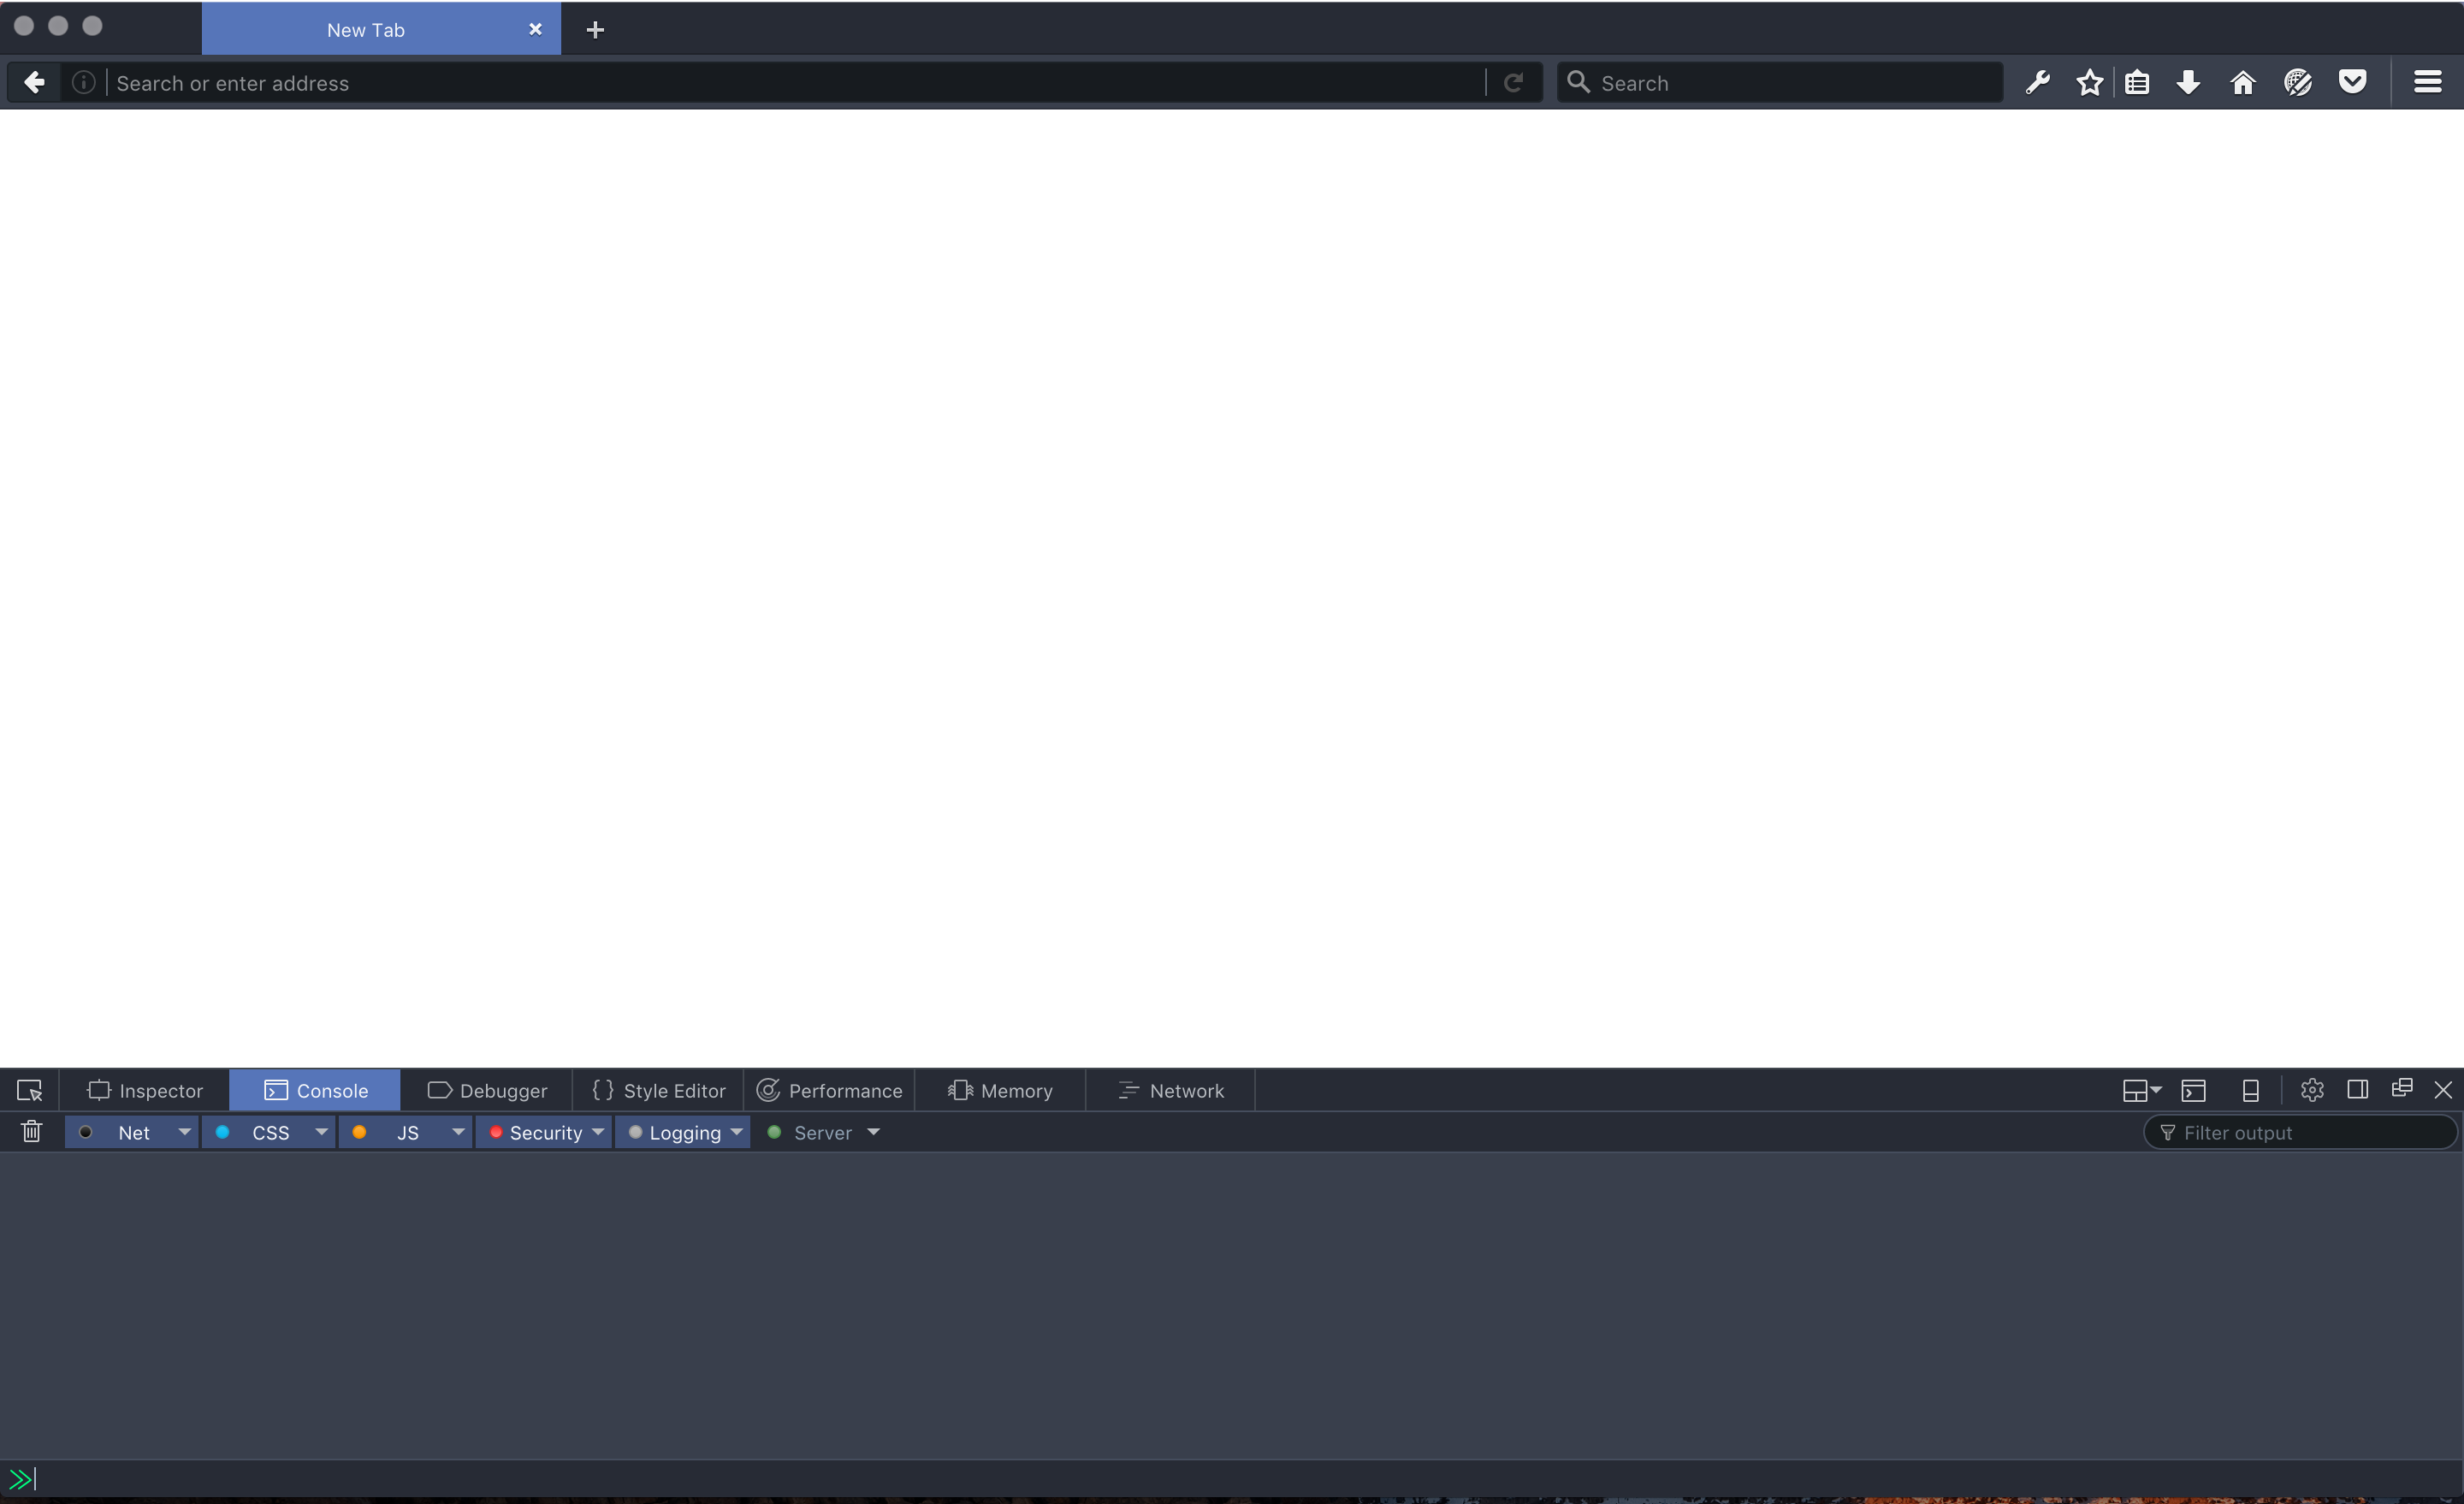 New Tab
Search or enter address
Search
Inspector Console Debugger { } Style Editor Performance Memory Network
Net CSS JS Security Logging Server Filter output